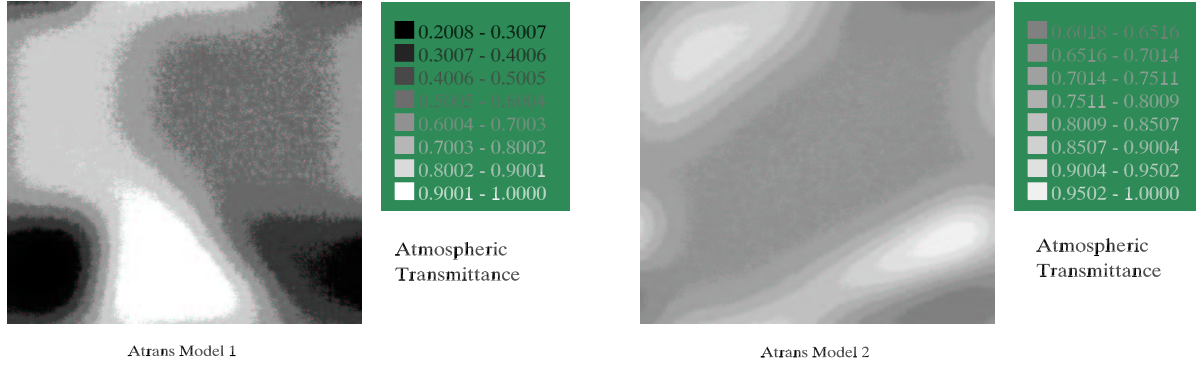 0.2008 - 0.3007
0.3007 - 0.4006
0.4006 - 0.5005
0.6004 - 0.7003
0.7003 - 0.8002
0.8002 - 0.9001
0.9001 - 1.0000
Atmospheric
Transmittance
Atrans Model 1
0.6018 - 0.6516
0.6516 - 0.7014
0.7014 - 0.7511
0.7511 - 0.8009
0.8009 - 0.8507
0.8507 - 0.9004
0.9004 - 0.9502
0.9502 - 1.0000
Atmospheric
Transmittance
Atrans Model 2